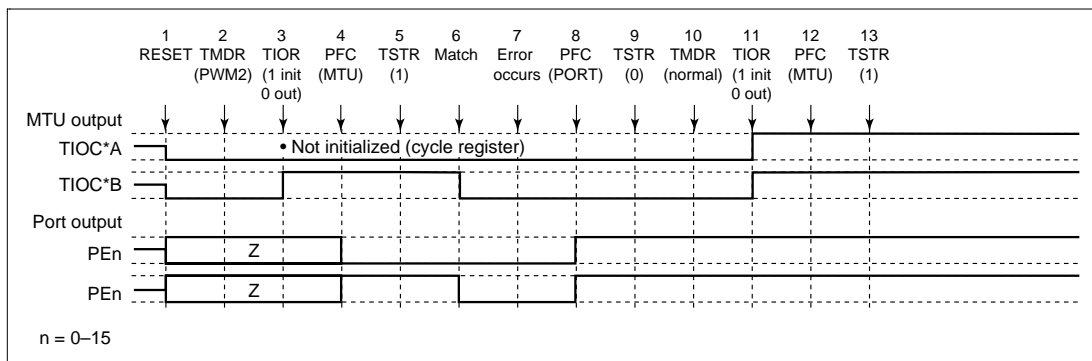 1 2 3 4 5 6 7 8 9 10 11 12 13
RESET TMDR TIOR PFC TSTR Match Error PFC TSTR TMDR TIOR PFC TSTR
(PWM2) (1 init (MTU) (1) occurs (PORT) (0) (normal) (1 init (MTU) (1)
0 out) 0 out)
MTU output
TIOC*A
• Not initialized (cycle register)
TIOC*B
Port output
PEn
Z
PEn
Z
n = 0–15